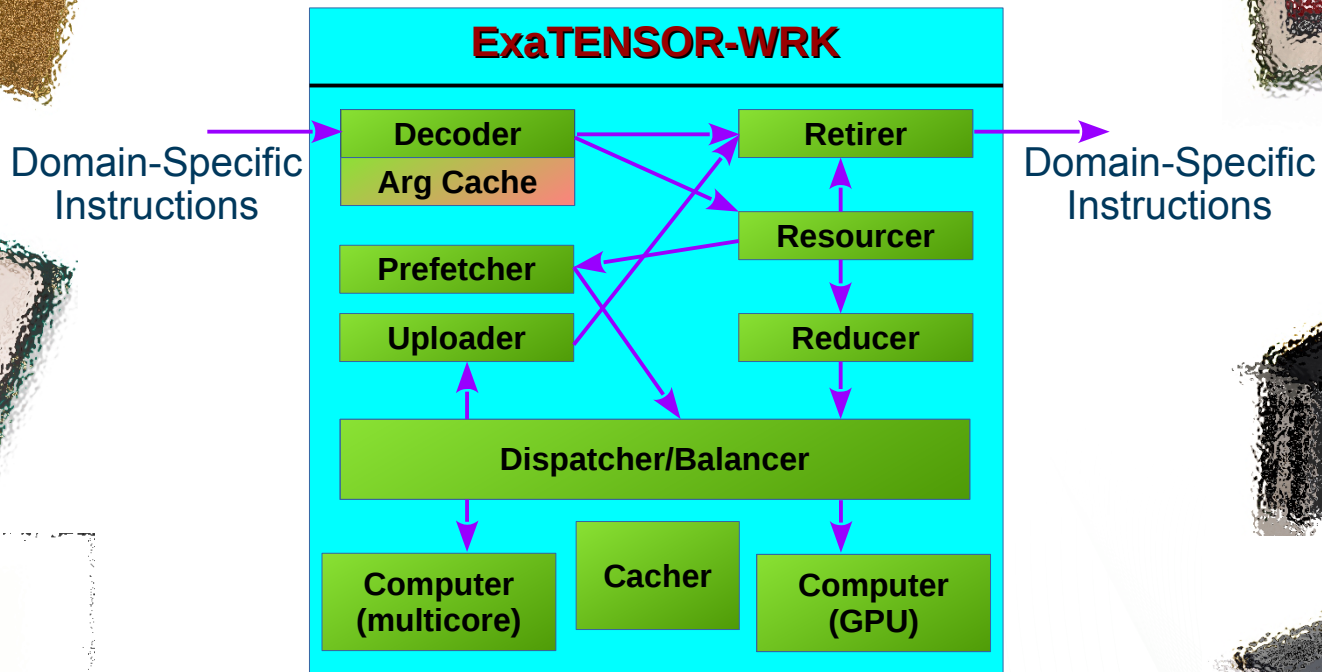 ExaTENSOR-WRK
Domain-Specific
Instructions
Decoder
Arg Cache
Prefetcher
Uploader
Retirer
Resourcer
Reducer
Domain-Specific
Instructions
Dispatcher/Balancer
Computer
(multicore)
Cacher
Computer
(GPU)